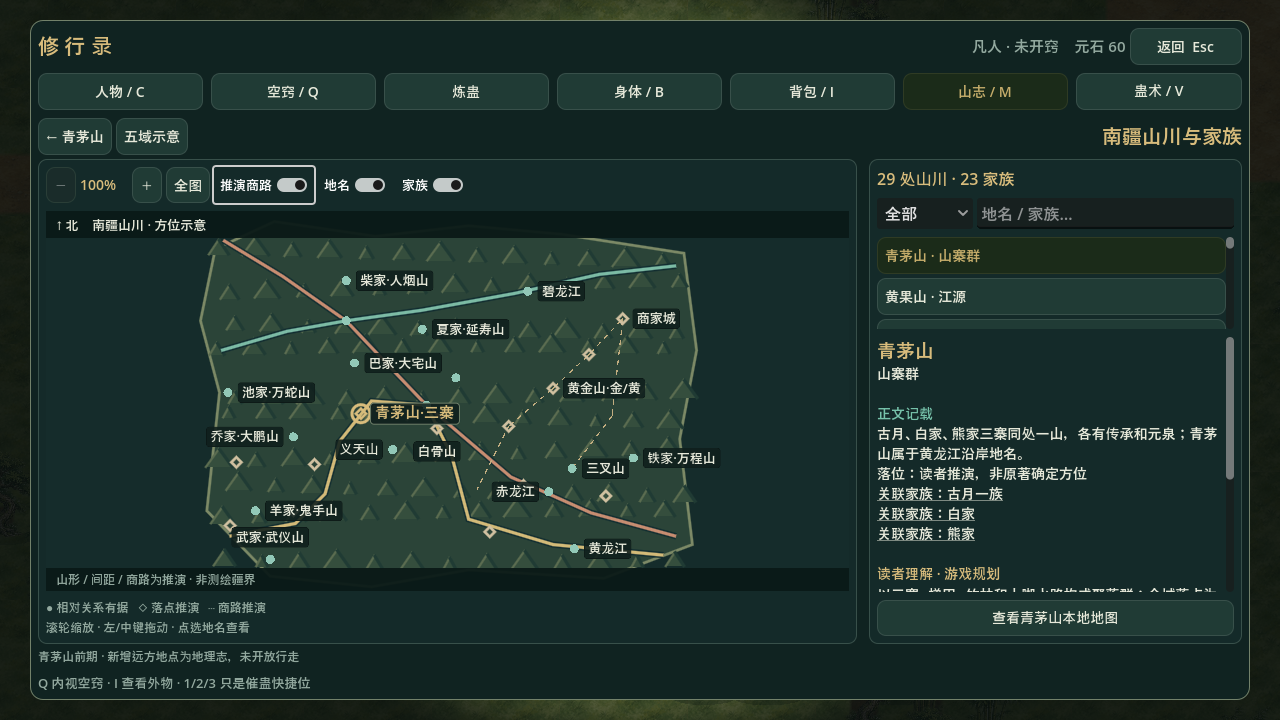 修行录
凡人 · 未开窍 元石 60 返回 Esc
人物 / C 空窍 / Q 炼蛊 身体 / B 背包 / I 山志 / M 蛊术 / V
← 青茅山 五域示意 南疆山川与家族
− 100% + 全图 推演商路 地名 家族
↑ 北 南疆山川 · 方位示意
柴家·人烟山
碧龙江
商家城
夏家·延寿山
巴家·大宅山
池家·万蛇山
黄金山·金/黄
青茅山·三寨
乔家·大鹏山
义天山
白骨山
三叉山
铁家·万程山
赤龙江
羊家·鬼手山
武家·武仪山
黄龙江
山形 / 间距 / 商路为推演 · 非测绘疆界
● 相对关系有据 ◇ 落点推演 ┄ 商路推演
滚轮缩放 · 左/中键拖动 · 点选地名查看
29 处山川 · 23 家族
全部 地名 / 家族...
青茅山 · 山寨群
黄果山 · 江源
青茅山
山寨群
正文记载
古月、白家、熊家三寨同处一山，各有传承和元泉；青茅
山属于黄龙江沿岸地名。
落位：读者推演，非原著确定方位
关联家族：古月一族
关联家族：白家
关联家族：熊家
读者理解 · 游戏规划
查看青茅山本地地图
青茅山前期 · 新增远方地点为地理志，未开放行走
Q 内视空窍 · I 查看外物 · 1/2/3 只是催蛊快捷位